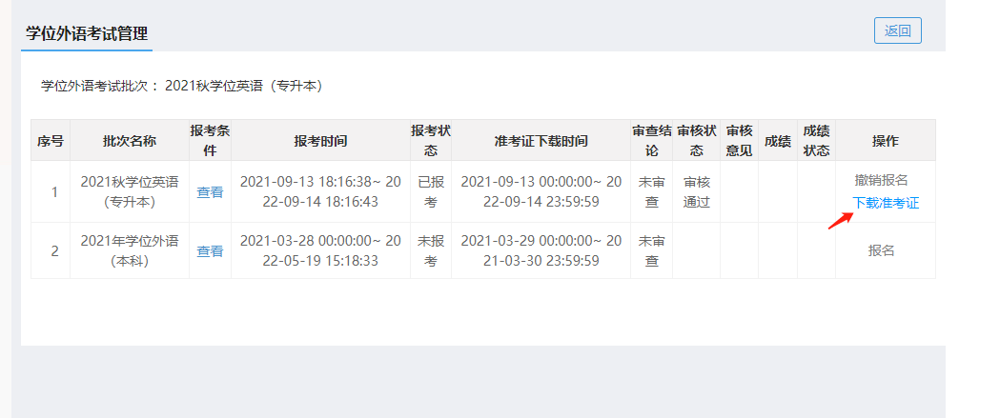 学位外语考试管理
返回
学位外语考试批次： 2021秋学位英语（专升本）
序号 批次名称 报考条件 报考时间 报考状态 准考证下载时间 审查结论 审核状态 审核意见 成绩 成绩状态 操作
1 2021秋学位英语（专升本） 查看 2021-09-13 18:16:38~ 2022-09-14 18:16:43 已报考 2021-09-13 00:00:00~ 2022-09-14 23:59:59 未审查 审核通过 撤销报名 下载准考证
2 2021年学位外语（本科） 查看 2021-03-28 00:00:00~ 2022-05-19 15:18:33 未报考 2021-03-29 00:00:00~ 2021-03-30 23:59:59 未审查 报名